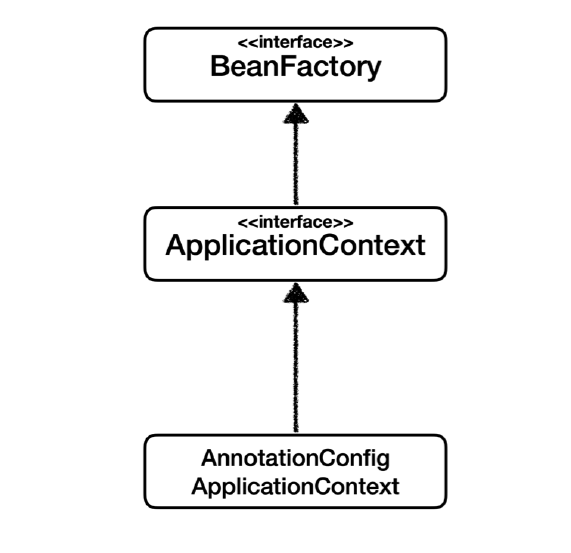 <<interface>>
BeanFactory
<<interface>>
ApplicationContext
AnnotationConfig
ApplicationContext